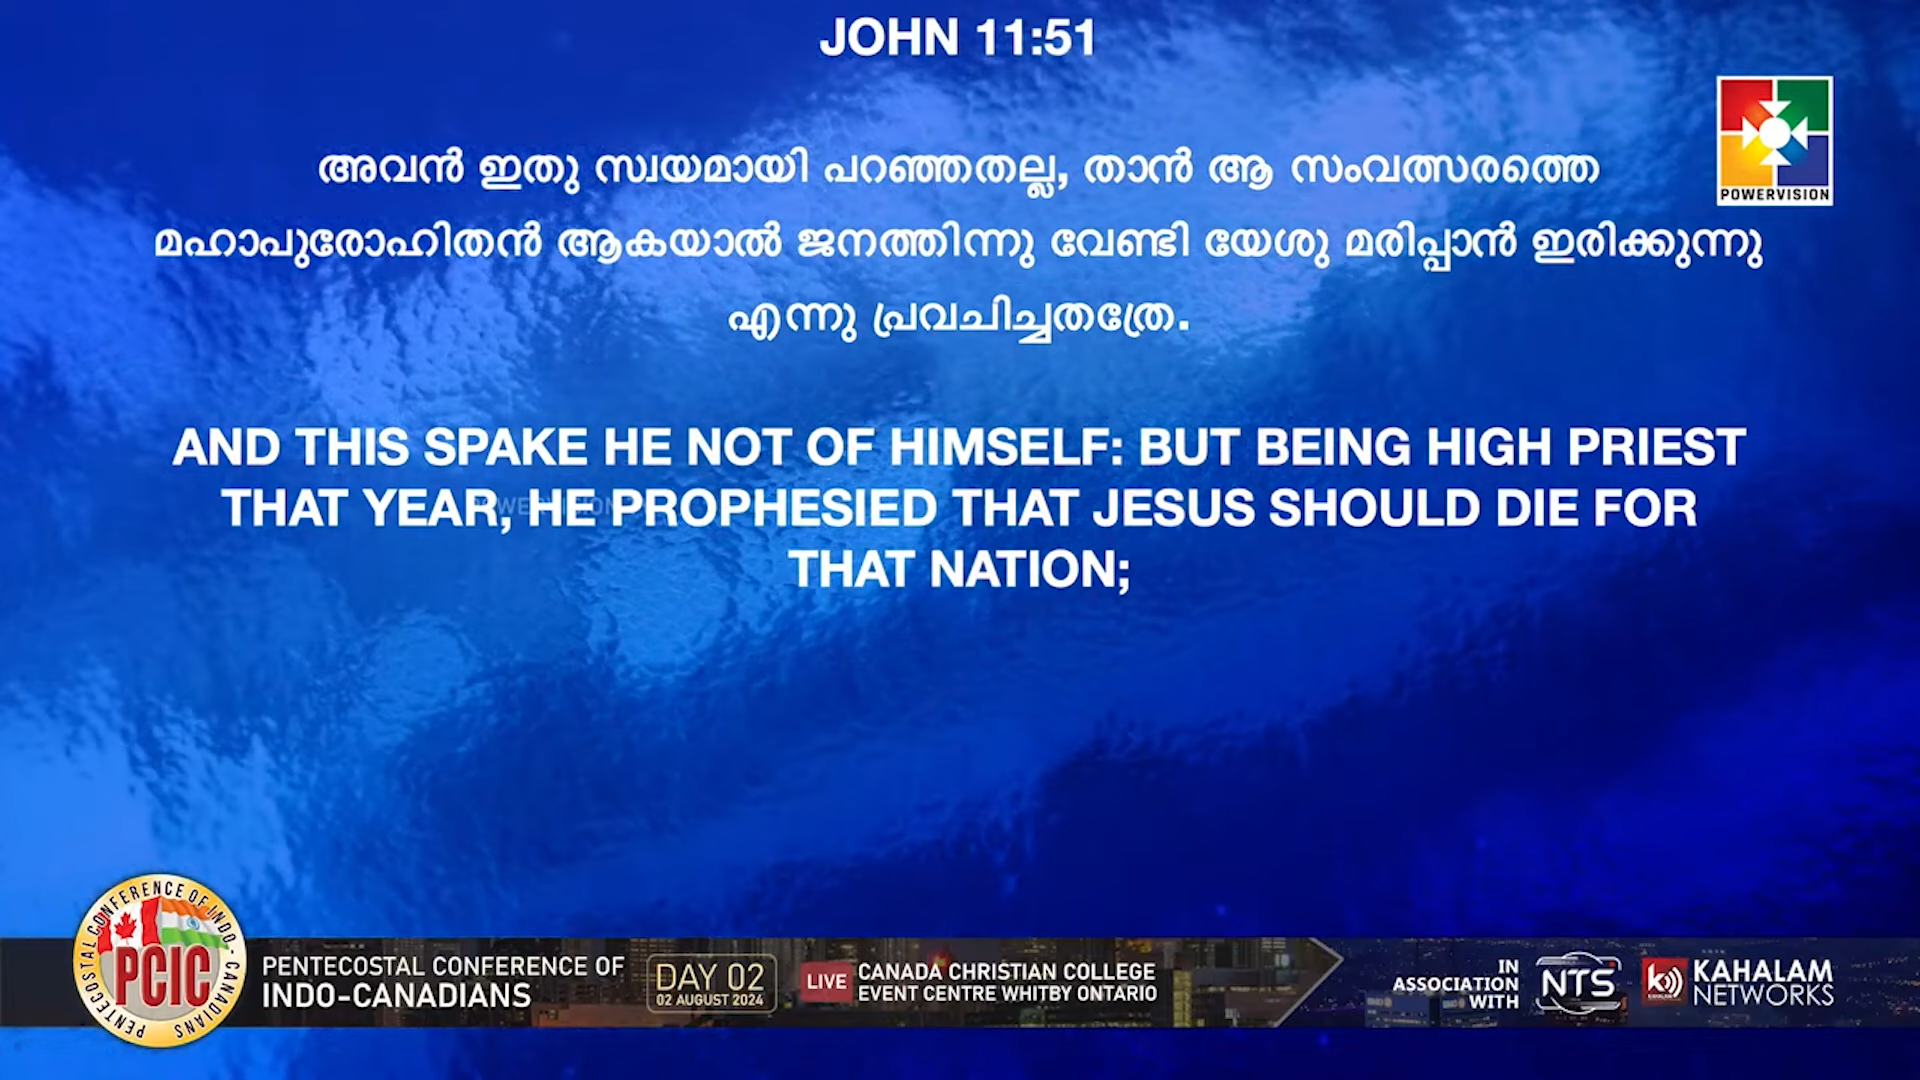 JOHN 11:51
POWERVISION
അവൻ ഇതു സ്വയമായി പറഞ്ഞതല്ല, താൻ ആ സംവത്സരത്തെ
മഹാപുരോഹിതൻ ആകയാൽ ജനത്തിന്നു വേണ്ടി യേശു മരിപ്പാൻ ഇരിക്കുന്നു
എന്നു പ്രവചിച്ചതത്രേ.
AND THIS SPAKE HE NOT OF HIMSELF: BUT BEING HIGH PRIEST
THAT YEAR, HE PROPHESIED THAT JESUS SHOULD DIE FOR
THAT NATION;
POWERVISION
PENTECOSTAL CONFERENCE OF INDO-CANADIANS
PCIC
PENTECOSTAL CONFERENCE OF
INDO-CANADIANS
DAY 02
02 AUGUST 2024
LIVE
CANADA CHRISTIAN COLLEGE
EVENT CENTRE WHITBY ONTARIO
IN
ASSOCIATION
WITH
NTS
KAHALAM
NETWORKS